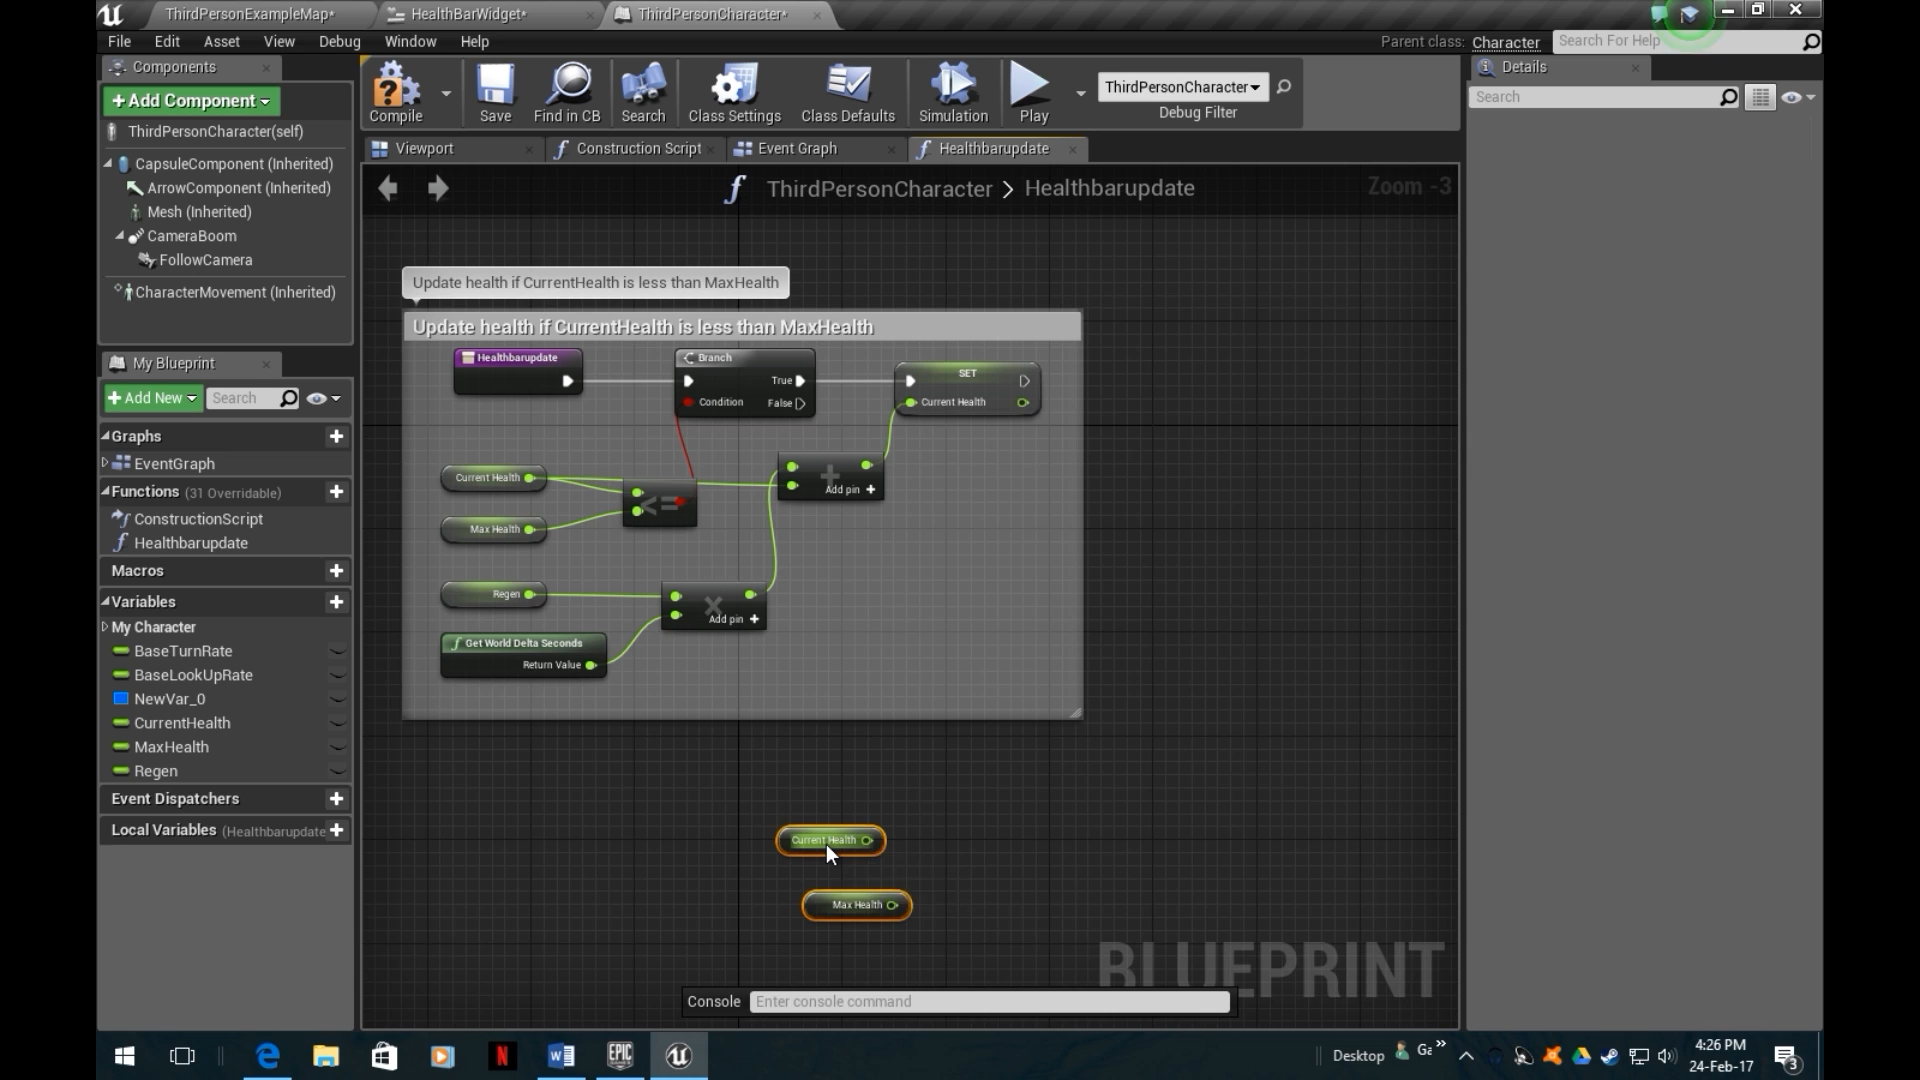 ThirdPersonExampleMap*
HealthBarWidget*
ThirdPersonCharacter*
File Edit Asset View Debug Window Help
Parent class: Character
Search For Help
Components
Add Component
ThirdPersonCharacter(self)
CapsuleComponent (Inherited)
ArrowComponent (Inherited)
Mesh (Inherited)
CameraBoom
FollowCamera
CharacterMovement (Inherited)
My Blueprint
Add New
Search
Graphs
EventGraph
Functions (31 Overridable)
ConstructionScript
Healthbarupdate
Macros
Variables
My Character
BaseTurnRate
BaseLookUpRate
NewVar_0
CurrentHealth
MaxHealth
Regen
Event Dispatchers
Local Variables (Healthbarupdate
Compile
Save
Find in CB
Search
Class Settings
Class Defaults
Simulation
Play
ThirdPersonCharacter
Debug Filter
Viewport
Construction Script
Event Graph
Healthbarupdate
ThirdPersonCharacter > Healthbarupdate
Zoom -3
Update health if CurrentHealth is less than MaxHealth
Update health if CurrentHealth is less than MaxHealth
Healthbarupdate
Branch
True
Condition
False
SET
Current Health
Current Health
Max Health
<=
+
Add pin +
Regen
×
Add pin +
Get World Delta Seconds
Return Value
Current Health
Max Health
BLUEPRINT
Console
Enter console command
Details
Search
Desktop
Ga
4:26 PM
24-Feb-17
3
EPIC